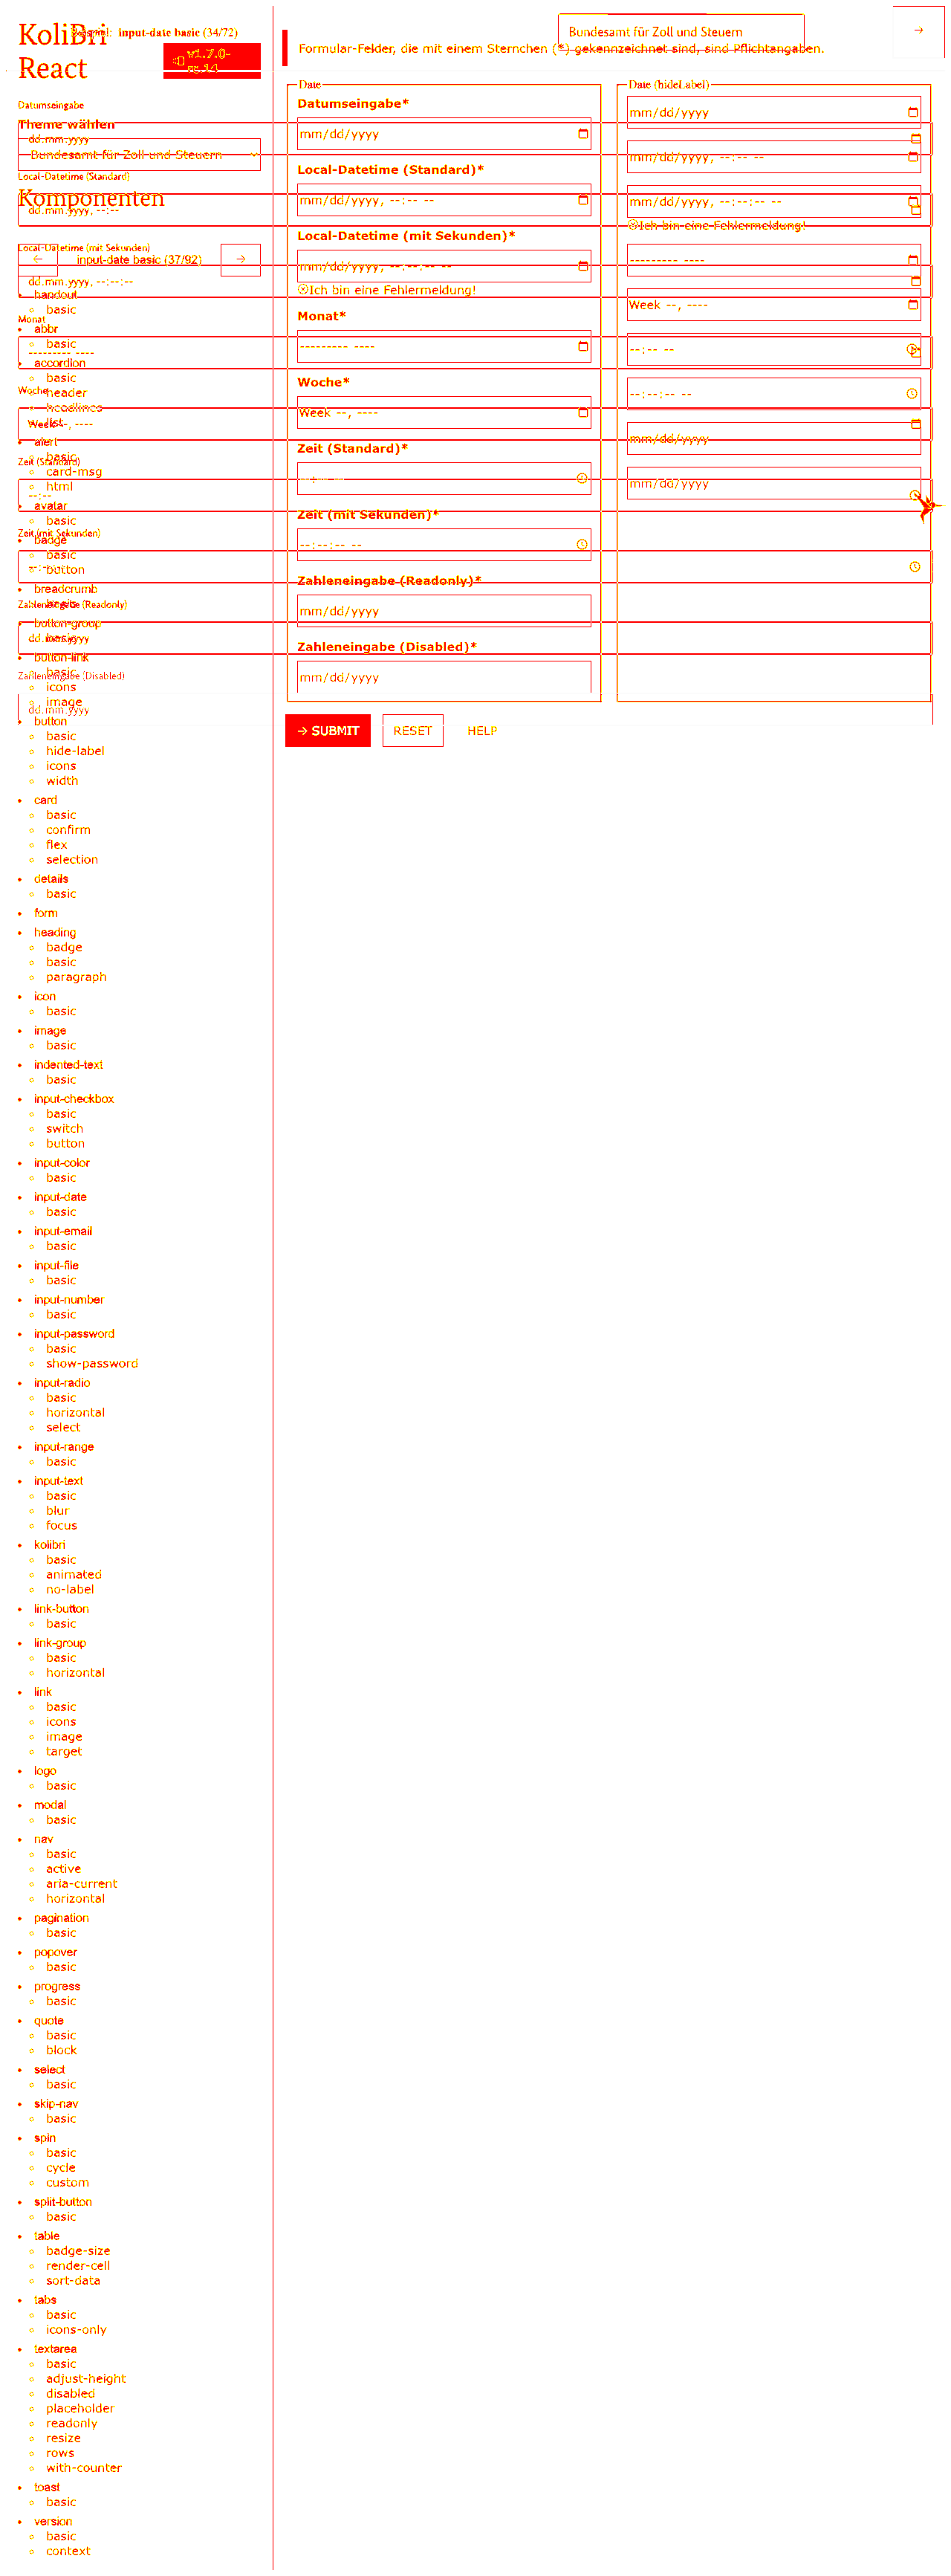 KoliBri
React
Beispiel: input-date basic (34/72)
Bundesamt für Zoll und Steuern
→
Formular-Felder, die mit einem Sternchen (*) gekennzeichnet sind, sind Pflichtangaben.
Datumseingabe
Theme wählen
dd.mm.yyyy
Bundesamt für Zoll und Steuern
Local-Datetime (Standard)
Komponenten
dd.mm.yyyy, --:--
Local-Datetime (mit Sekunden)
← input-date basic (37/92) →
dd.mm.yyyy, --:--:--
handout
basic
Monat
abbr
basic
--------- ----
accordion
basic
Woche
header
headlines
list
Week --, ----
alert
basic
Zeit (Standard)
card-msg
html
--:--
avatar
basic
Zeit (mit Sekunden)
badge
basic
button
breadcrumb
basic
Zahleneingabe (Readonly)
button-group
basic
dd.mm.yyyy
button-link
basic
Zahleneingabe (Disabled)
icons
image
dd.mm.yyyy
button
basic
hide-label
icons
width
card
basic
confirm
flex
selection
details
basic
form
heading
badge
basic
paragraph
icon
basic
image
basic
indented-text
basic
input-checkbox
basic
switch
button
input-color
basic
input-date
basic
input-email
basic
input-file
basic
input-number
basic
input-password
basic
show-password
input-radio
basic
horizontal
select
input-range
basic
input-text
basic
blur
focus
kolibri
basic
animated
no-label
link-button
basic
link-group
basic
horizontal
link
basic
icons
image
target
logo
basic
modal
basic
nav
basic
active
aria-current
horizontal
pagination
basic
popover
basic
progress
basic
quote
basic
block
select
basic
skip-nav
basic
spin
basic
cycle
custom
split-button
basic
table
badge-size
render-cell
sort-data
tabs
basic
icons-only
textarea
basic
adjust-height
disabled
placeholder
readonly
resize
rows
with-counter
toast
basic
version
basic
context
Date
Datumseingabe*
mm/dd/yyyy
Local-Datetime (Standard)*
mm/dd/yyyy, --:-- --
Local-Datetime (mit Sekunden)*
mm/dd/yyyy, --:--:-- --
Ich bin eine Fehlermeldung!
Monat*
--------- ----
Woche*
Week --, ----
Zeit (Standard)*
--:-- --
Zeit (mit Sekunden)*
--:--:-- --
Zahleneingabe (Readonly)*
mm/dd/yyyy
Zahleneingabe (Disabled)*
mm/dd/yyyy
Date (hideLabel)
mm/dd/yyyy
mm/dd/yyyy, --:-- --
mm/dd/yyyy, --:--:-- --
Ich bin eine Fehlermeldung!
--------- ----
Week --, ----
--:-- --
--:--:-- --
mm/dd/yyyy
mm/dd/yyyy
→ SUBMIT
RESET
HELP